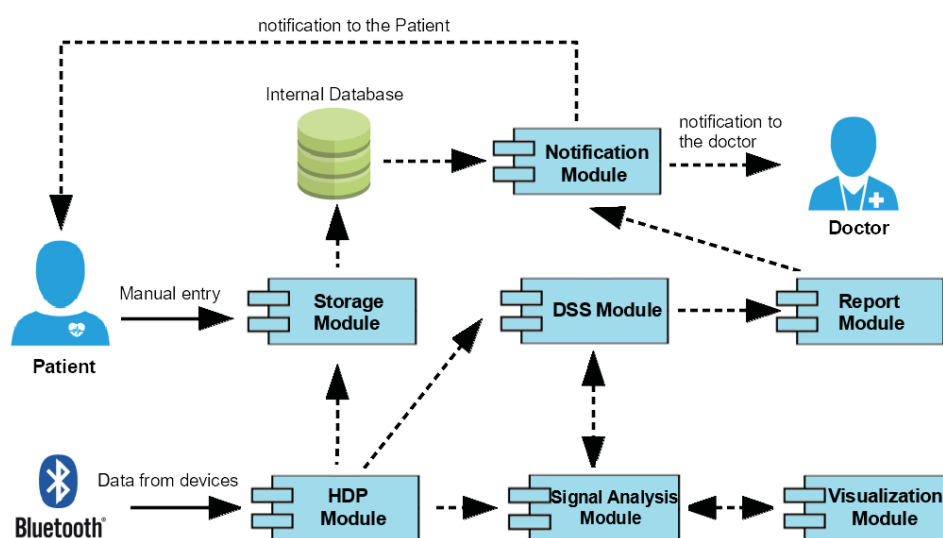 notification to the Patient
Internal Database
Notification
Module
notification to
the doctor
Doctor
Manual entry
Storage
Module
DSS Module
Report
Module
Patient
Data from devices
HDP
Module
Signal Analysis
Module
Visualization
Module
Bluetooth®